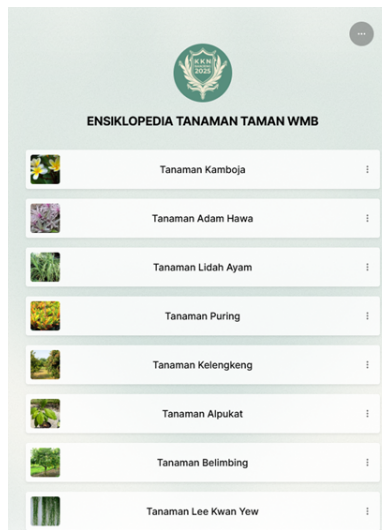 KKN
2025
ENSIKLOPEDIA TANAMAN TAMAN WMB
Tanaman Kamboja
Tanaman Adam Hawa
Tanaman Lidah Ayam
Tanaman Puring
Tanaman Kelengkeng
Tanaman Alpukat
Tanaman Belimbing
Tanaman Lee Kwan Yew